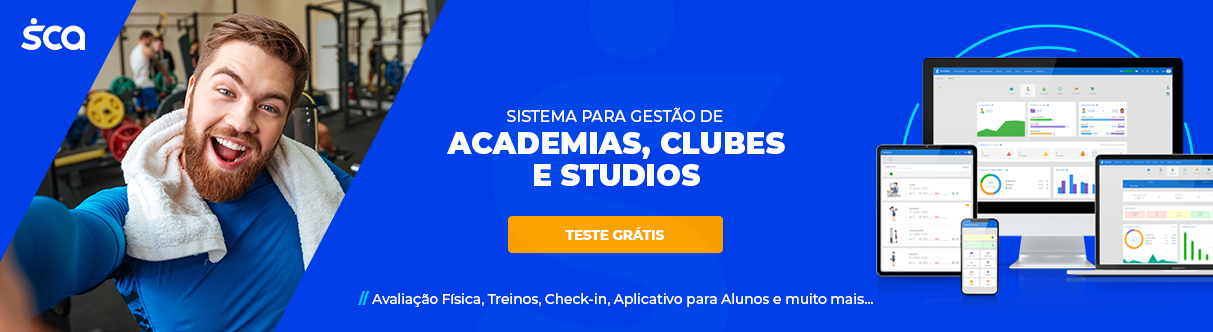 sca
SISTEMA PARA GESTÃO DE
ACADEMIAS, CLUBES
E STUDIOS
TESTE GRÁTIS
// Avaliação Física, Treinos, Check-in, Aplicativo para Alunos e muito mais...